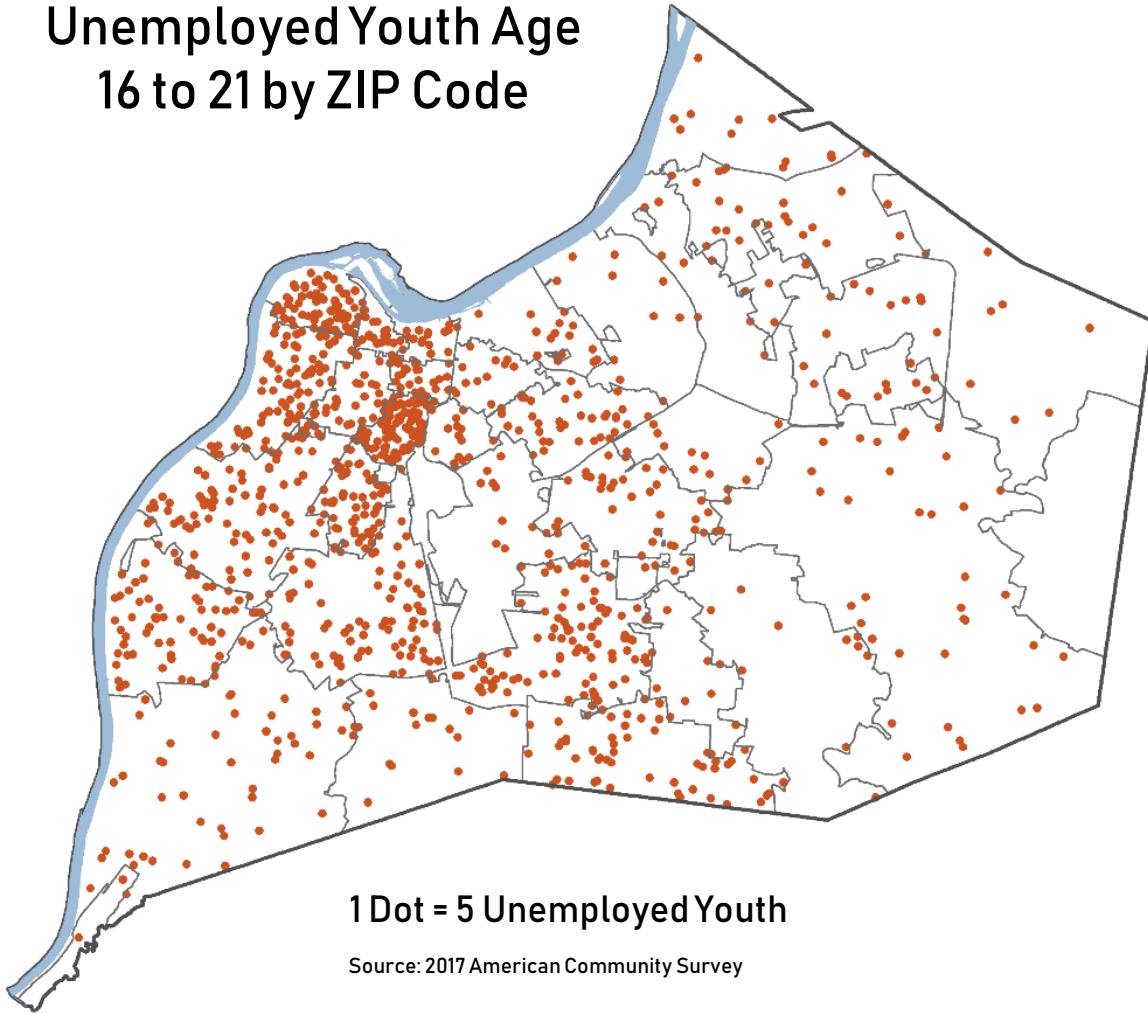 Unemployed Youth Age
16 to 21 by ZIP Code
1 Dot = 5 Unemployed Youth
Source: 2017 American Community Survey